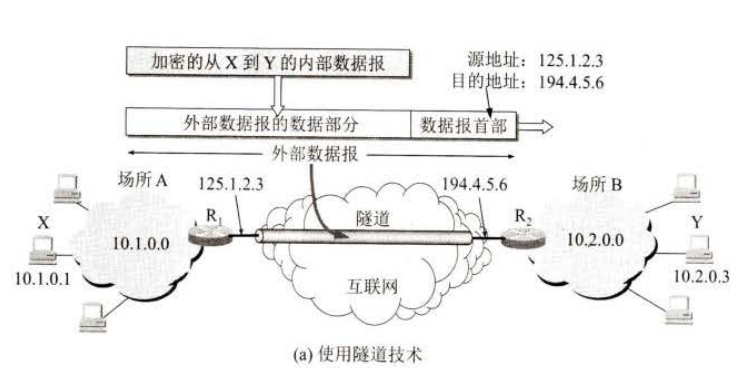 加密的从 X 到 Y 的内部数据报
源地址：125.1.2.3
目的地址：194.4.5.6
外部数据报的数据部分
数据报首部
外部数据报
场所 A
125.1.2.3
194.4.5.6
场所 B
X
R1
隧道
R2
Y
10.1.0.0
10.2.0.0
10.1.0.1
互联网
10.2.0.3
(a) 使用隧道技术